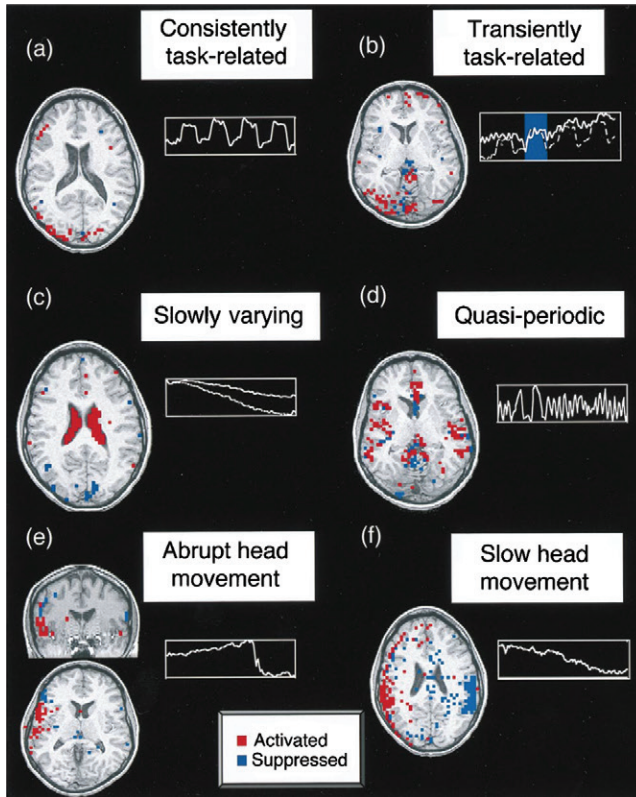 (a)
Consistently
task-related
(b)
Transiently
task-related
(c)
Slowly varying
(d)
Quasi-periodic
(e)
Abrupt head
movement
(f)
Slow head
movement
Activated
Suppressed